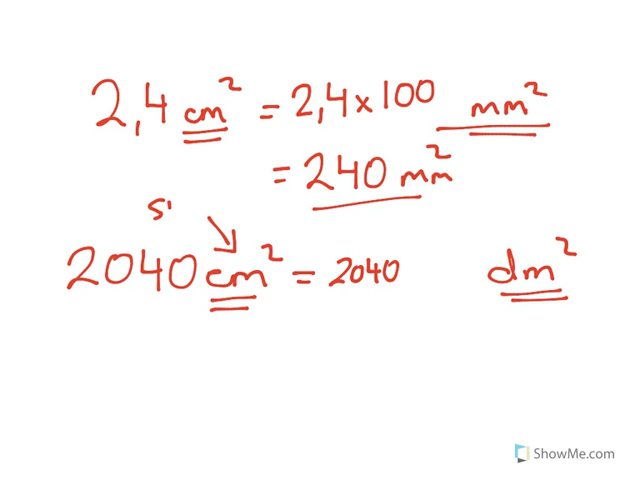 2,4 cm² = 2,4 × 100 mm²
= 240 mm²
2040 cm² = 2040 dm²
ShowMe.com